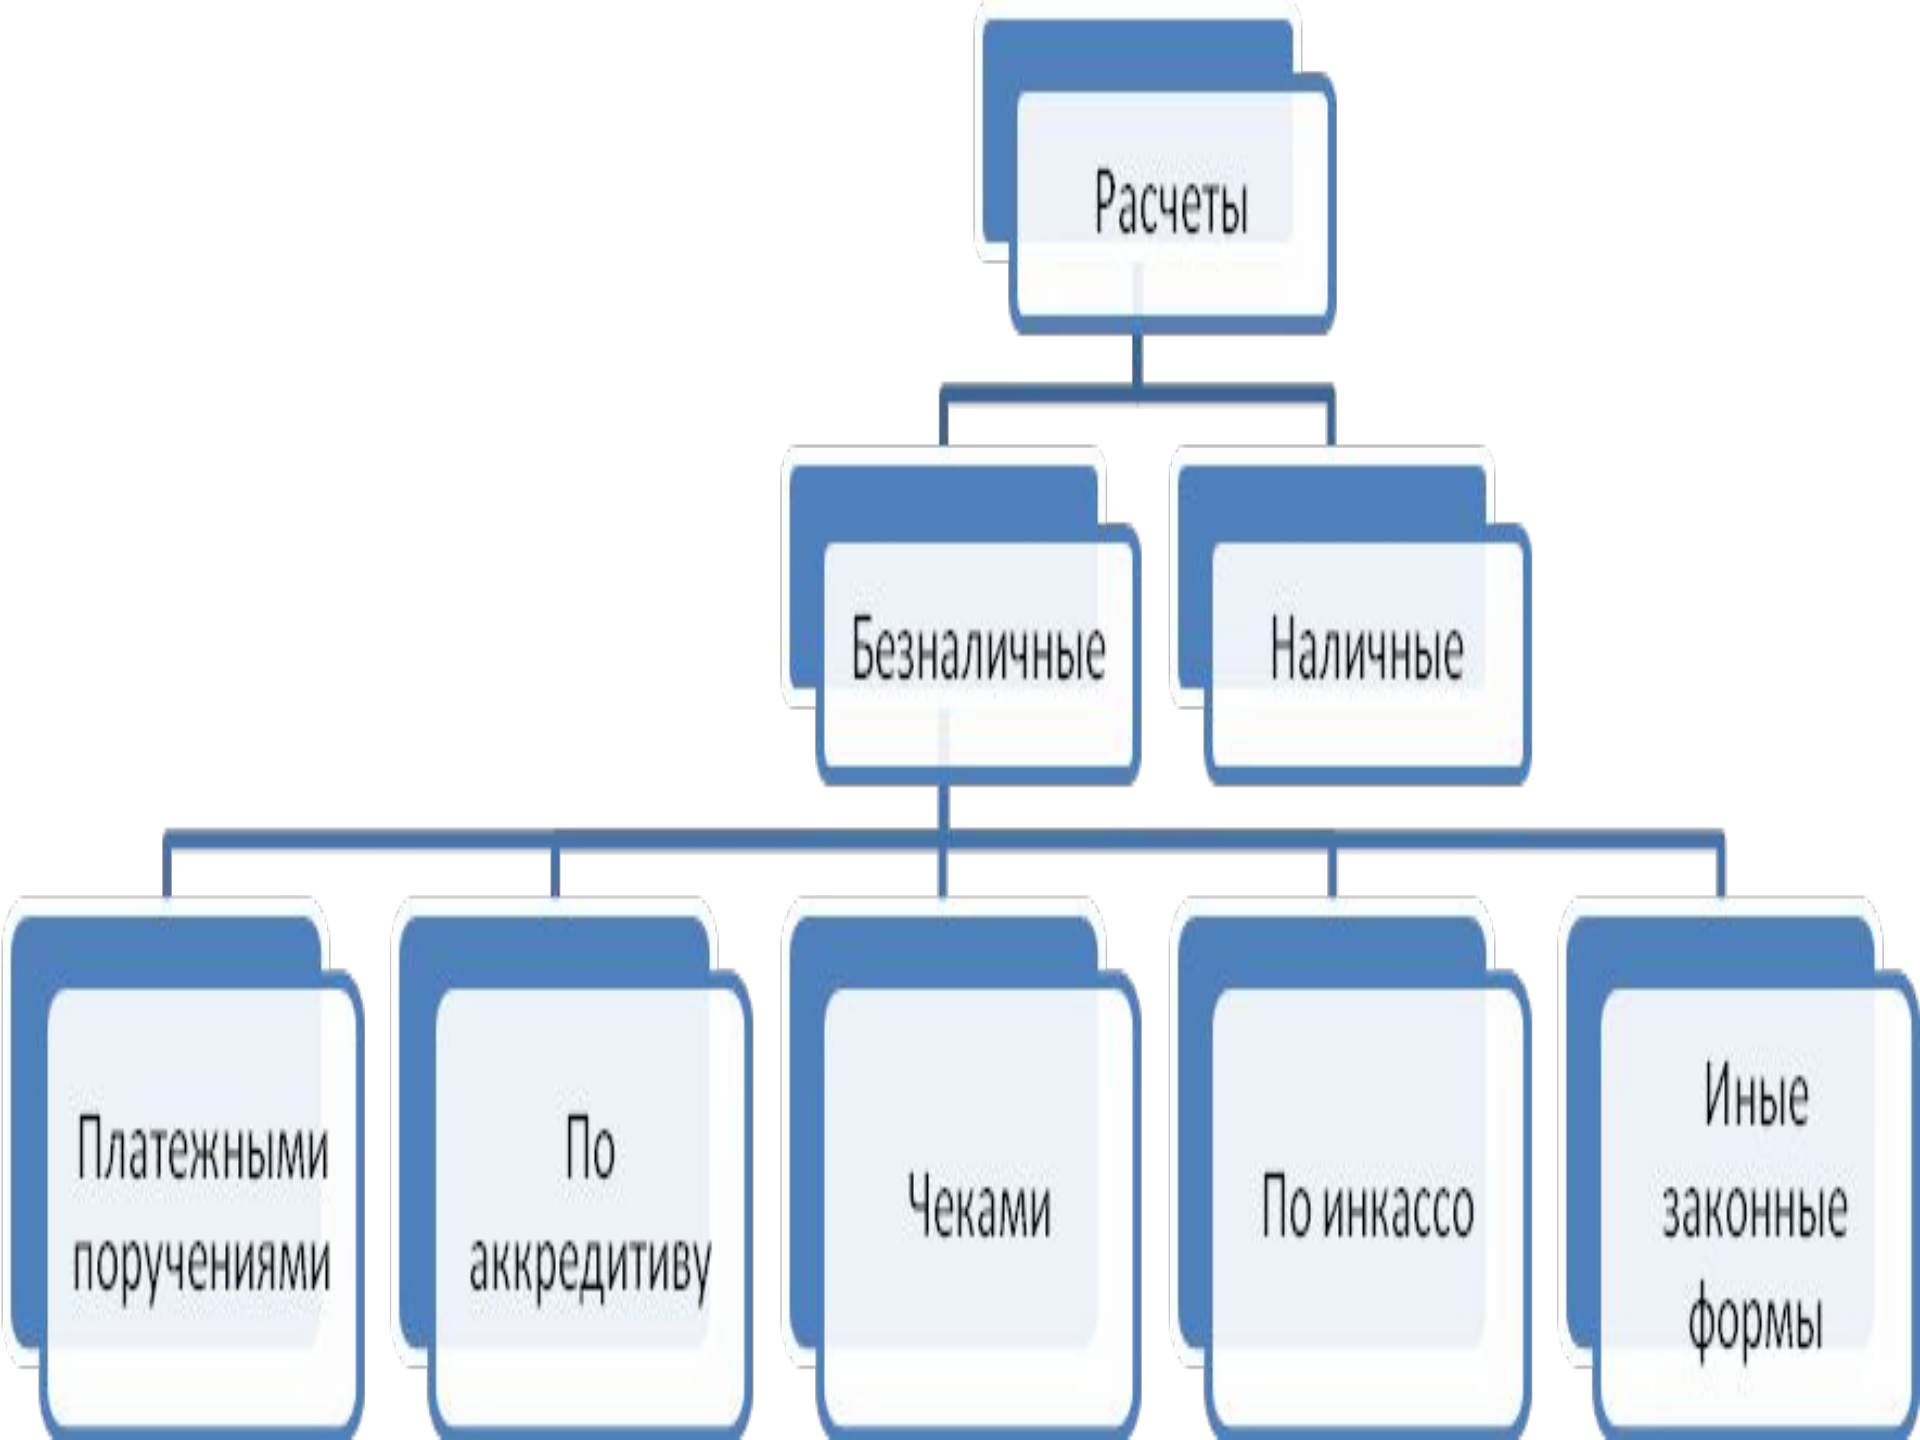 Расчеты
Безналичные
Наличные
Платежными
поручениями
По
аккредитиву
Чеками
По инкассо
Иные
законные
формы